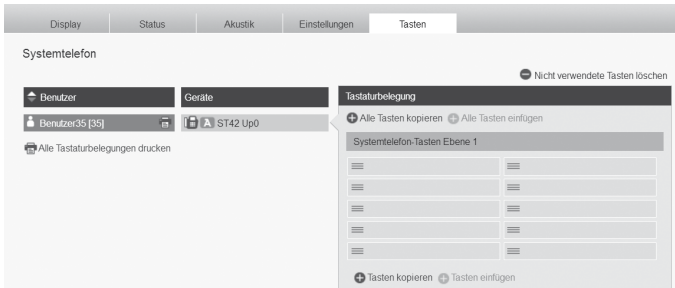 Display Status Akustik Einstellungen Tasten
Systemtelefon
Nicht verwendete Tasten löschen
Benutzer Geräte Tastaturbelegung
Alle Tasten kopieren Alle Tasten einfügen
Benutzer35 [35] A ST42 Up0
Systemtelefon-Tasten Ebene 1
Alle Tastaturbelegungen drucken
Tasten kopieren Tasten einfügen